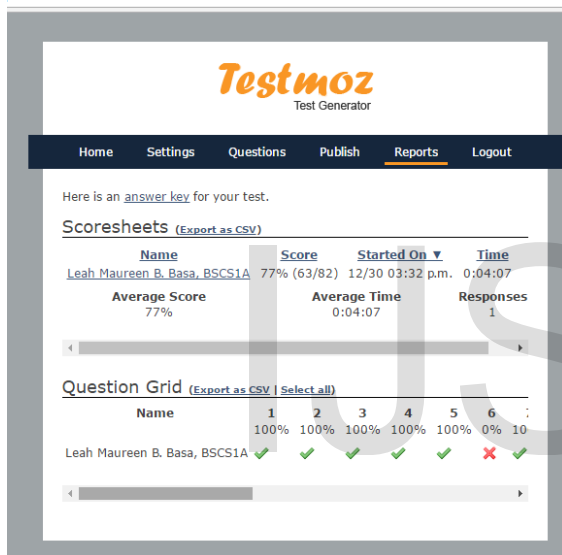 Testmoz
Test Generator
Home Settings Questions Publish Reports Logout
Here is an answer key for your test.
Scoresheets (Export as CSV)
Name Score Started On ▼ Time
Leah Maureen B. Basa, BSCS1A 77% (63/82) 12/30 03:32 p.m. 0:04:07
Average Score Average Time Responses
77% 0:04:07 1
Question Grid (Export as CSV | Select all)
Name 1 2 3 4 5 6
100% 100% 100% 100% 100% 0% 10
Leah Maureen B. Basa, BSCS1A
IUS